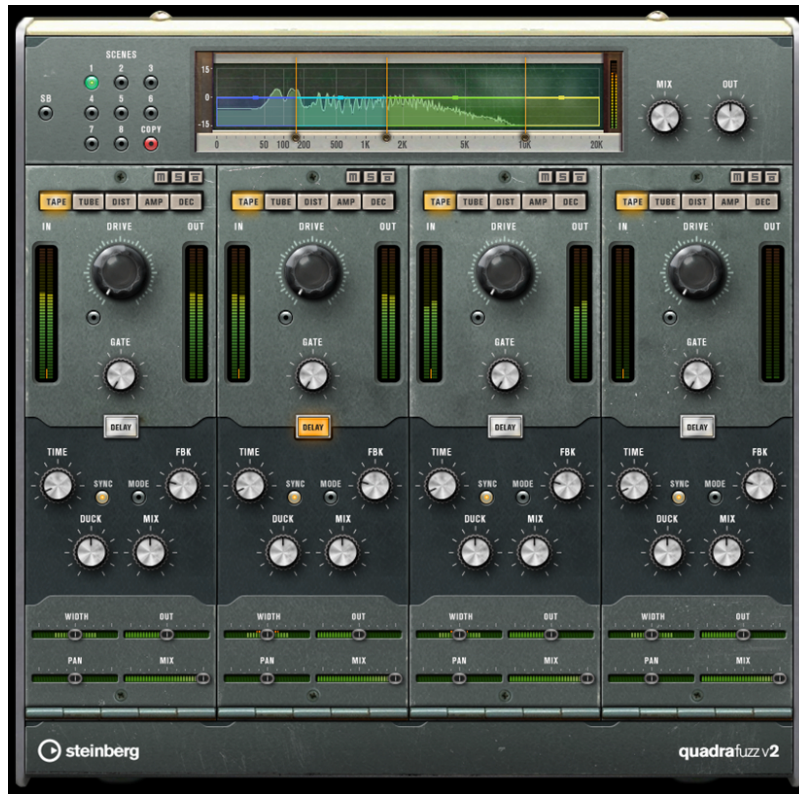 SCENES
1 2 3
SB
4 5 6
7 8 COPY
15
0
-15
0 50 100 200 500 1K 2K 5K 10K 20K
MIX OUT
M S M S M S M S
TAPE TUBE DIST AMP DEC TAPE TUBE DIST AMP DEC TAPE TUBE DIST AMP DEC TAPE TUBE DIST AMP DEC
IN DRIVE OUT IN DRIVE OUT IN DRIVE OUT IN DRIVE OUT
GATE GATE GATE GATE
DELAY DELAY DELAY DELAY
TIME FBK TIME FBK TIME FBK TIME FBK
SYNC MODE SYNC MODE SYNC MODE SYNC MODE
DUCK MIX DUCK MIX DUCK MIX DUCK MIX
WIDTH OUT WIDTH OUT WIDTH OUT WIDTH OUT
PAN MIX PAN MIX PAN MIX PAN MIX
steinberg quadrafuzz v2